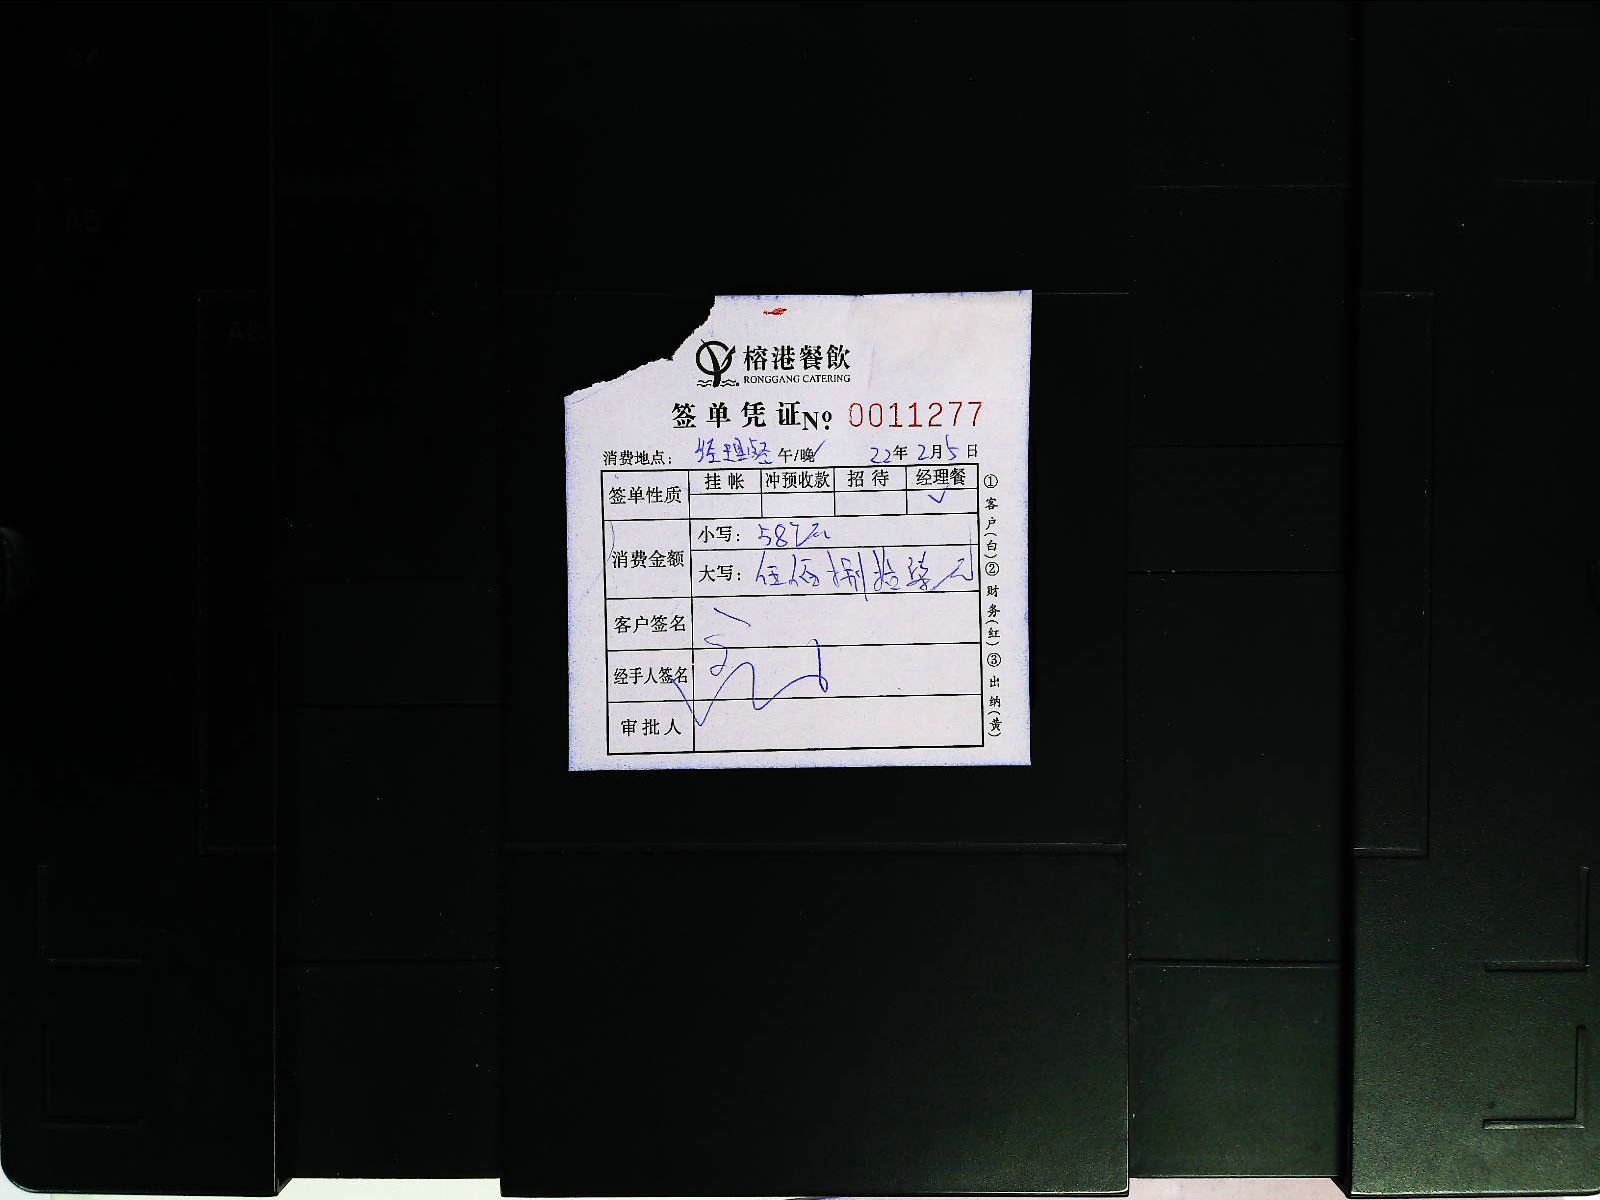 榕港餐飲
RONGGANG CATERING
签单凭证No. 0011277
消费地点： 经理 午/晚 22年2月5日
签单性质 挂帐 冲预收款 招待 经理餐
✓
消费金额 小写：587元
大写：伍佰捌拾柒元
客户签名
经手人签名
审批人
①客户(白)②财务(红)③出纳(黄)
A5